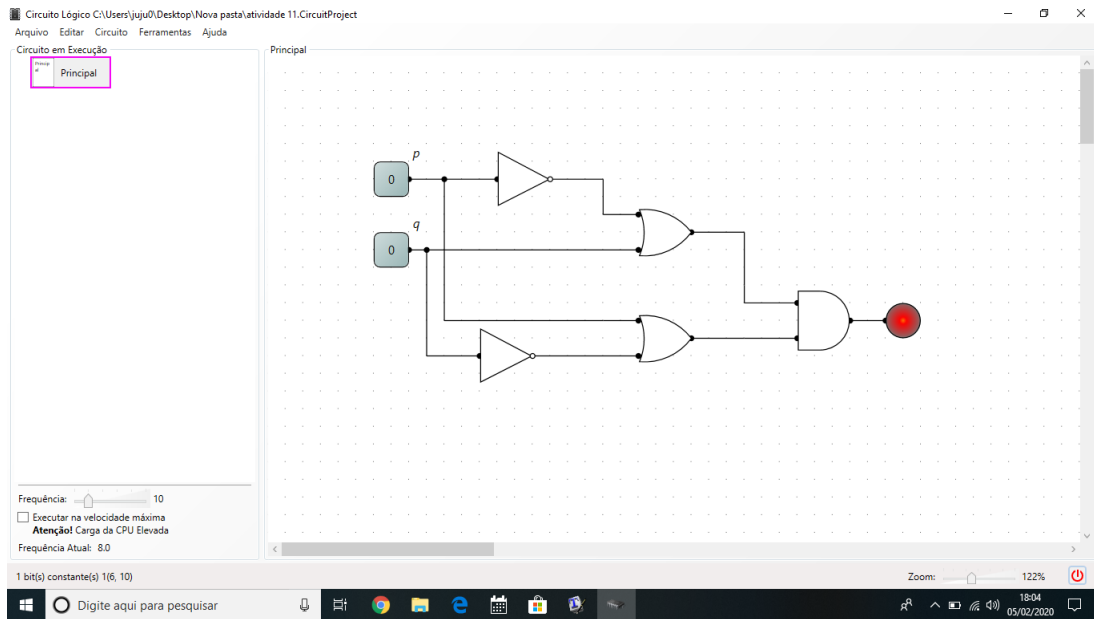 Circuito Lógico C:\Users\juju0\Desktop\Nova pasta\atividade 11.CircuitProject
Arquivo Editar Circuito Ferramentas Ajuda
Circuito em Execução
Principal
Principal
p
0
q
0
Frequência: 10
Executar na velocidade máxima
Atenção! Carga da CPU Elevada
Frequência Atual: 8.0
1 bit(s) constante(s) 1(6, 10)
Zoom: 122%
Digite aqui para pesquisar
18:04
05/02/2020